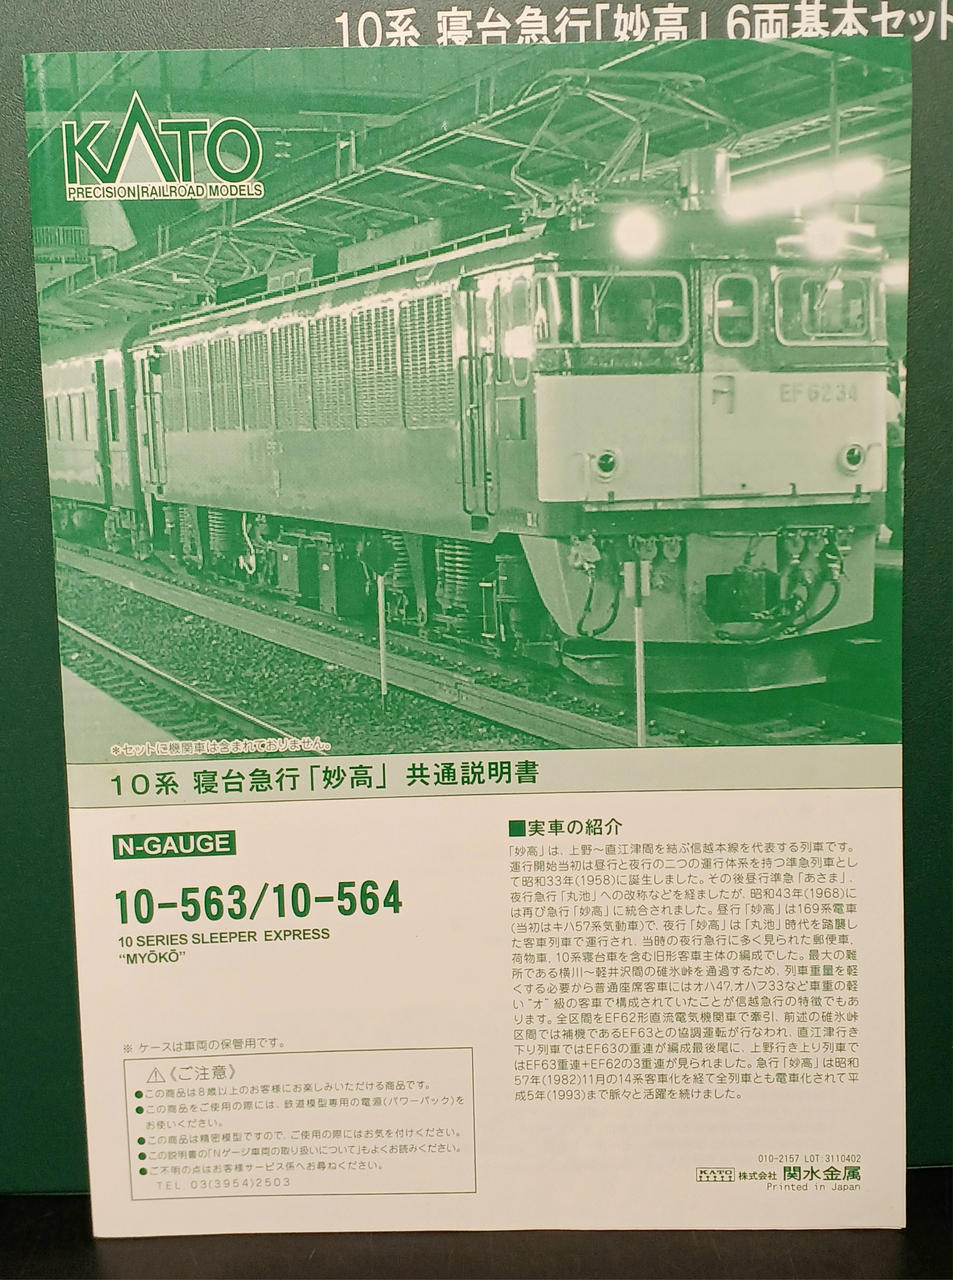 10系 寝台急行「妙高」 6両基本セット
KATO
PRECISION RAILROAD MODELS
EF6234
*セットに機関車は含まれておりません。
10系 寝台急行「妙高」 共通説明書
N-GAUGE
10-563/10-564
10 SERIES SLEEPER EXPRESS
“MYŌKŌ”
※ ケースは車両の保管用です。
⚠《ご注意》
●この商品は8歳以上のお客様にお楽しみいただける商品です。
●この商品をご使用の際には、鉄道模型専用の電源(パワーパック)を
お使いください。
●この商品は精密模型ですので、ご使用の際にはお気を付けください。
●この説明書の「Nゲージ車両の取り扱いについて」もよくお読みください。
●ご不明の点はお客様サービス係へお尋ねください。
TEL. 03(3954)2503
■実車の紹介
「妙高」は、上野～直江津間を結ぶ信越本線を代表する列車です。
運行開始当初は昼行と夜行の二つの運行体系を持つ準急列車とし
て昭和33年(1958)に誕生しました。その後昼行準急「あさま」、
夜行急行「丸池」への改称などを経ましたが、昭和43年(1968)に
は再び急行「妙高」に統合されました。昼行「妙高」は169系電車
(当初はキハ57系気動車)で、夜行「妙高」は「丸池」時代を踏襲し
た客車列車で運行され、当時の夜行急行に多く見られた郵便車、
荷物車、10系寝台車を含む旧形客車主体の編成でした。最大の難
所である横川～軽井沢間の碓氷峠を通過するため、列車重量を軽
くする必要から普通座席客車にはオハ47、オハフ33など車重の軽
い“オ”級の客車で構成されていたことが信越急行の特徴でもあ
ります。全区間をEF62形直流電気機関車で牽引、前述の碓氷峠
区間では補機であるEF63との協調運転が行なわれ、直江津行き
下り列車ではEF63の重連が編成最後尾に、上野行き上り列車で
はEF63重連+EF62の3重連が見られました。急行「妙高」は昭和
57年(1982)11月の14系客車化を経て全列車とも電車化されて平
成5年(1993)まで脈々と活躍を続けました。
010-2157 LOT:3110402
KATO 株式会社 関水金属
Printed in Japan